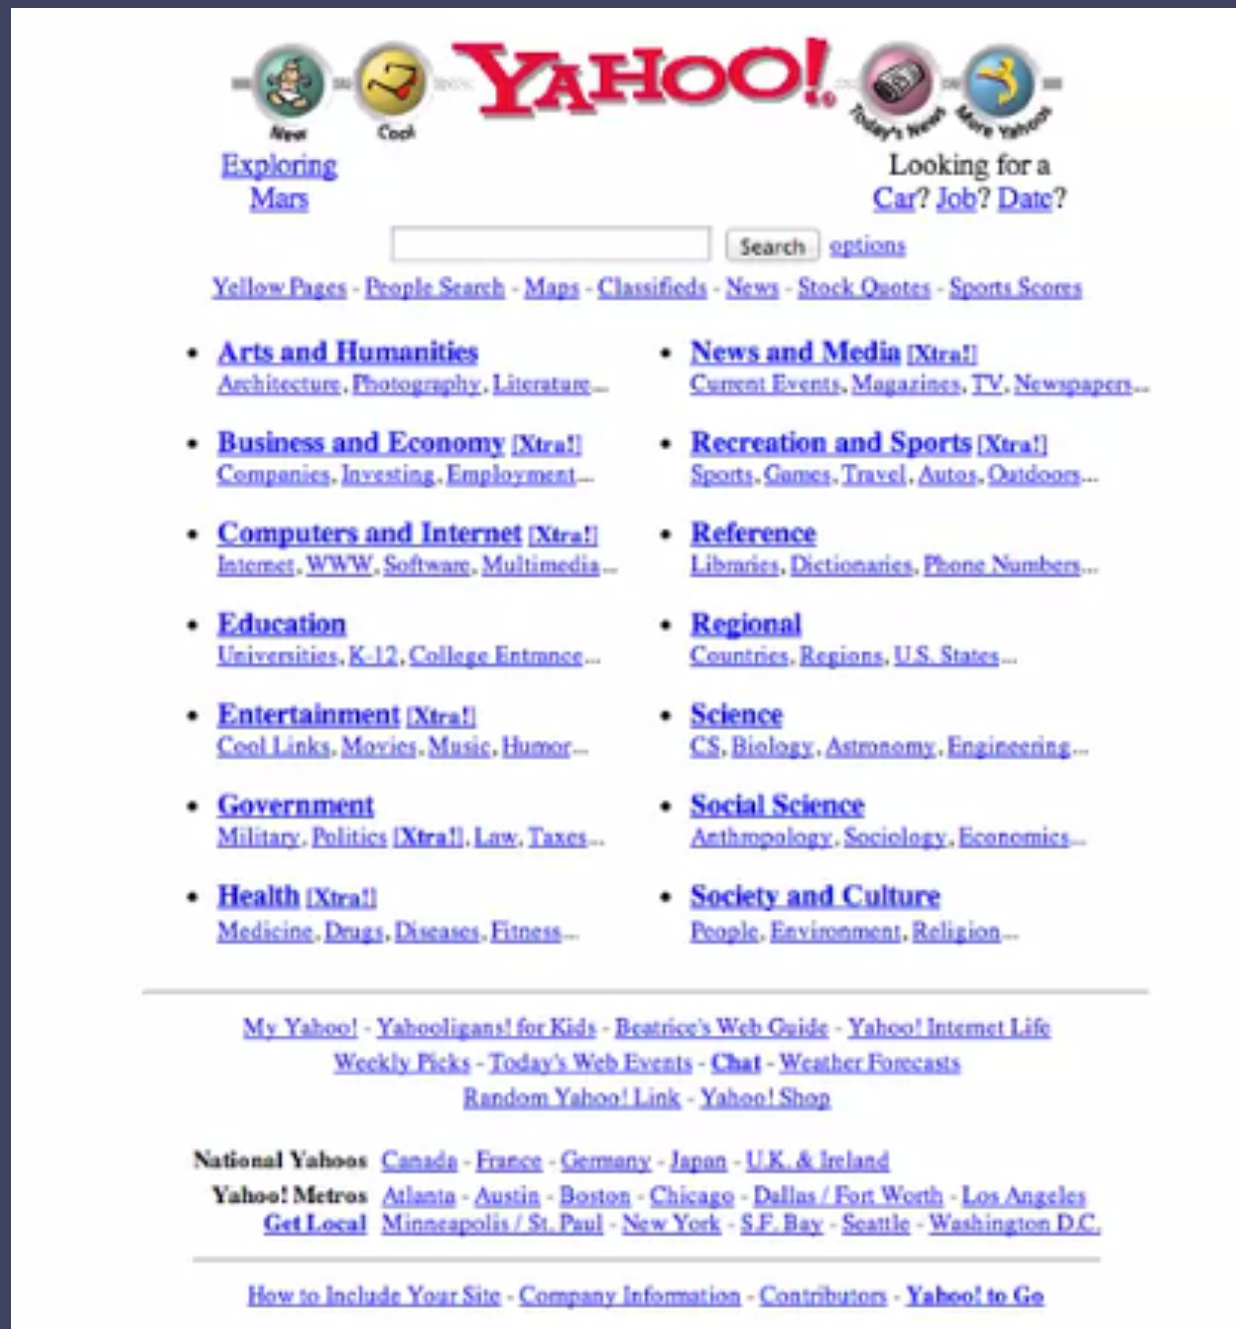 YAHOO!
New Cool Today's News More Yahoos
Exploring Mars
Looking for a
Car? Job? Date?
Search options
Yellow Pages - People Search - Maps - Classifieds - News - Stock Quotes - Sports Scores
• Arts and Humanities
Architecture, Photography, Literature...
• Business and Economy [Xtra!]
Companies, Investing, Employment...
• Computers and Internet [Xtra!]
Internet, WWW, Software, Multimedia...
• Education
Universities, K-12, College Entrance...
• Entertainment [Xtra!]
Cool Links, Movies, Music, Humor...
• Government
Military, Politics [Xtra!], Law, Taxes...
• Health [Xtra!]
Medicine, Drugs, Diseases, Fitness...
• News and Media [Xtra!]
Current Events, Magazines, TV, Newspapers...
• Recreation and Sports [Xtra!]
Sports, Games, Travel, Autos, Outdoors...
• Reference
Libraries, Dictionaries, Phone Numbers...
• Regional
Countries, Regions, U.S. States...
• Science
CS, Biology, Astronomy, Engineering...
• Social Science
Anthropology, Sociology, Economics...
• Society and Culture
People, Environment, Religion...
My Yahoo! - Yahooligans! for Kids - Beatrice's Web Guide - Yahoo! Internet Life
Weekly Picks - Today's Web Events - Chat - Weather Forecasts
Random Yahoo! Link - Yahoo! Shop
National Yahoos Canada - France - Germany - Japan - U.K. & Ireland
Yahoo! Metros Atlanta - Austin - Boston - Chicago - Dallas / Fort Worth - Los Angeles
Get Local Minneapolis / St. Paul - New York - S.F. Bay - Seattle - Washington D.C.
How to Include Your Site - Company Information - Contributors - Yahoo! to Go